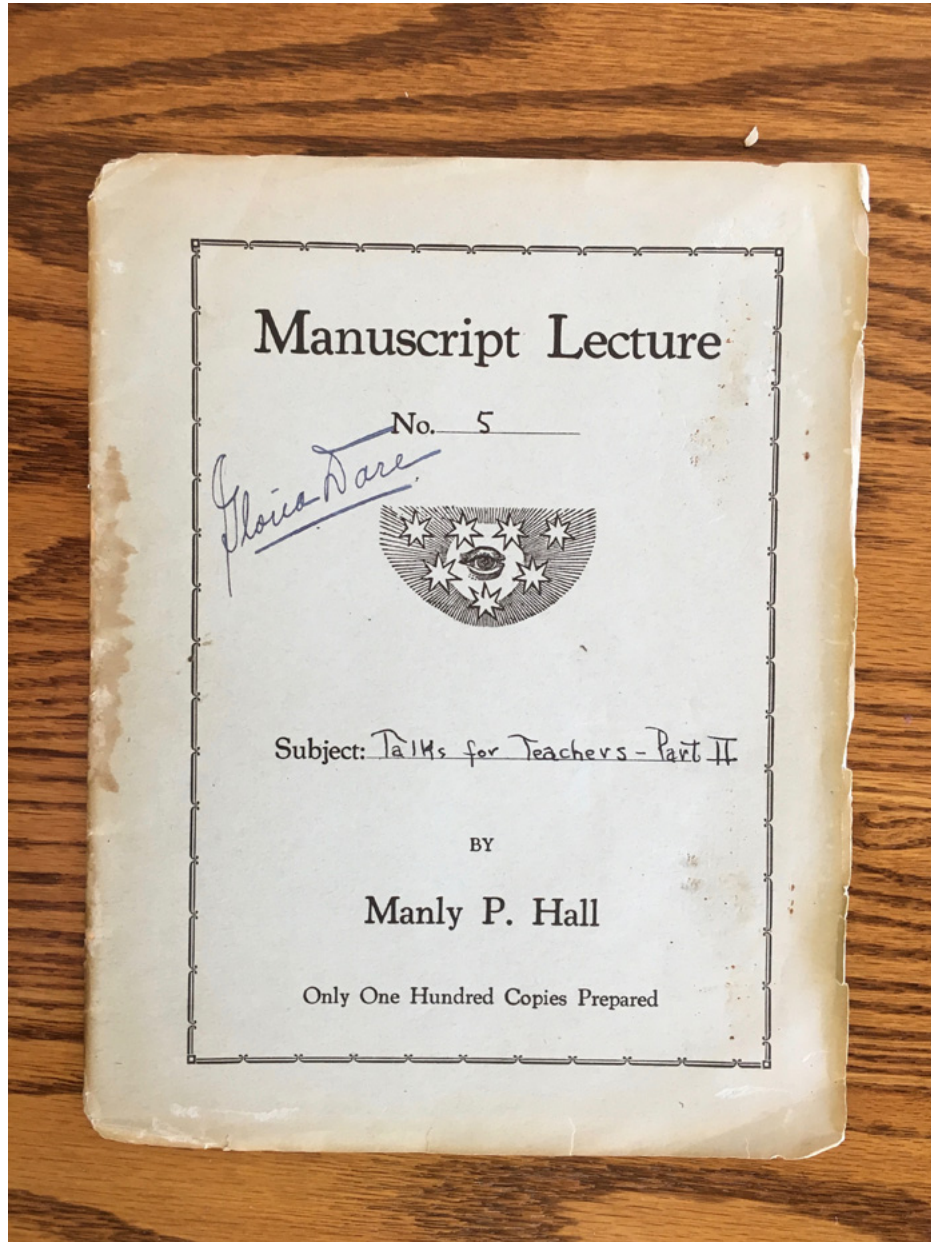 Manuscript Lecture
No. 5
Dare
Subject: Talks for Teachers - Part II
BY
Manly P. Hall
Only One Hundred Copies Prepared